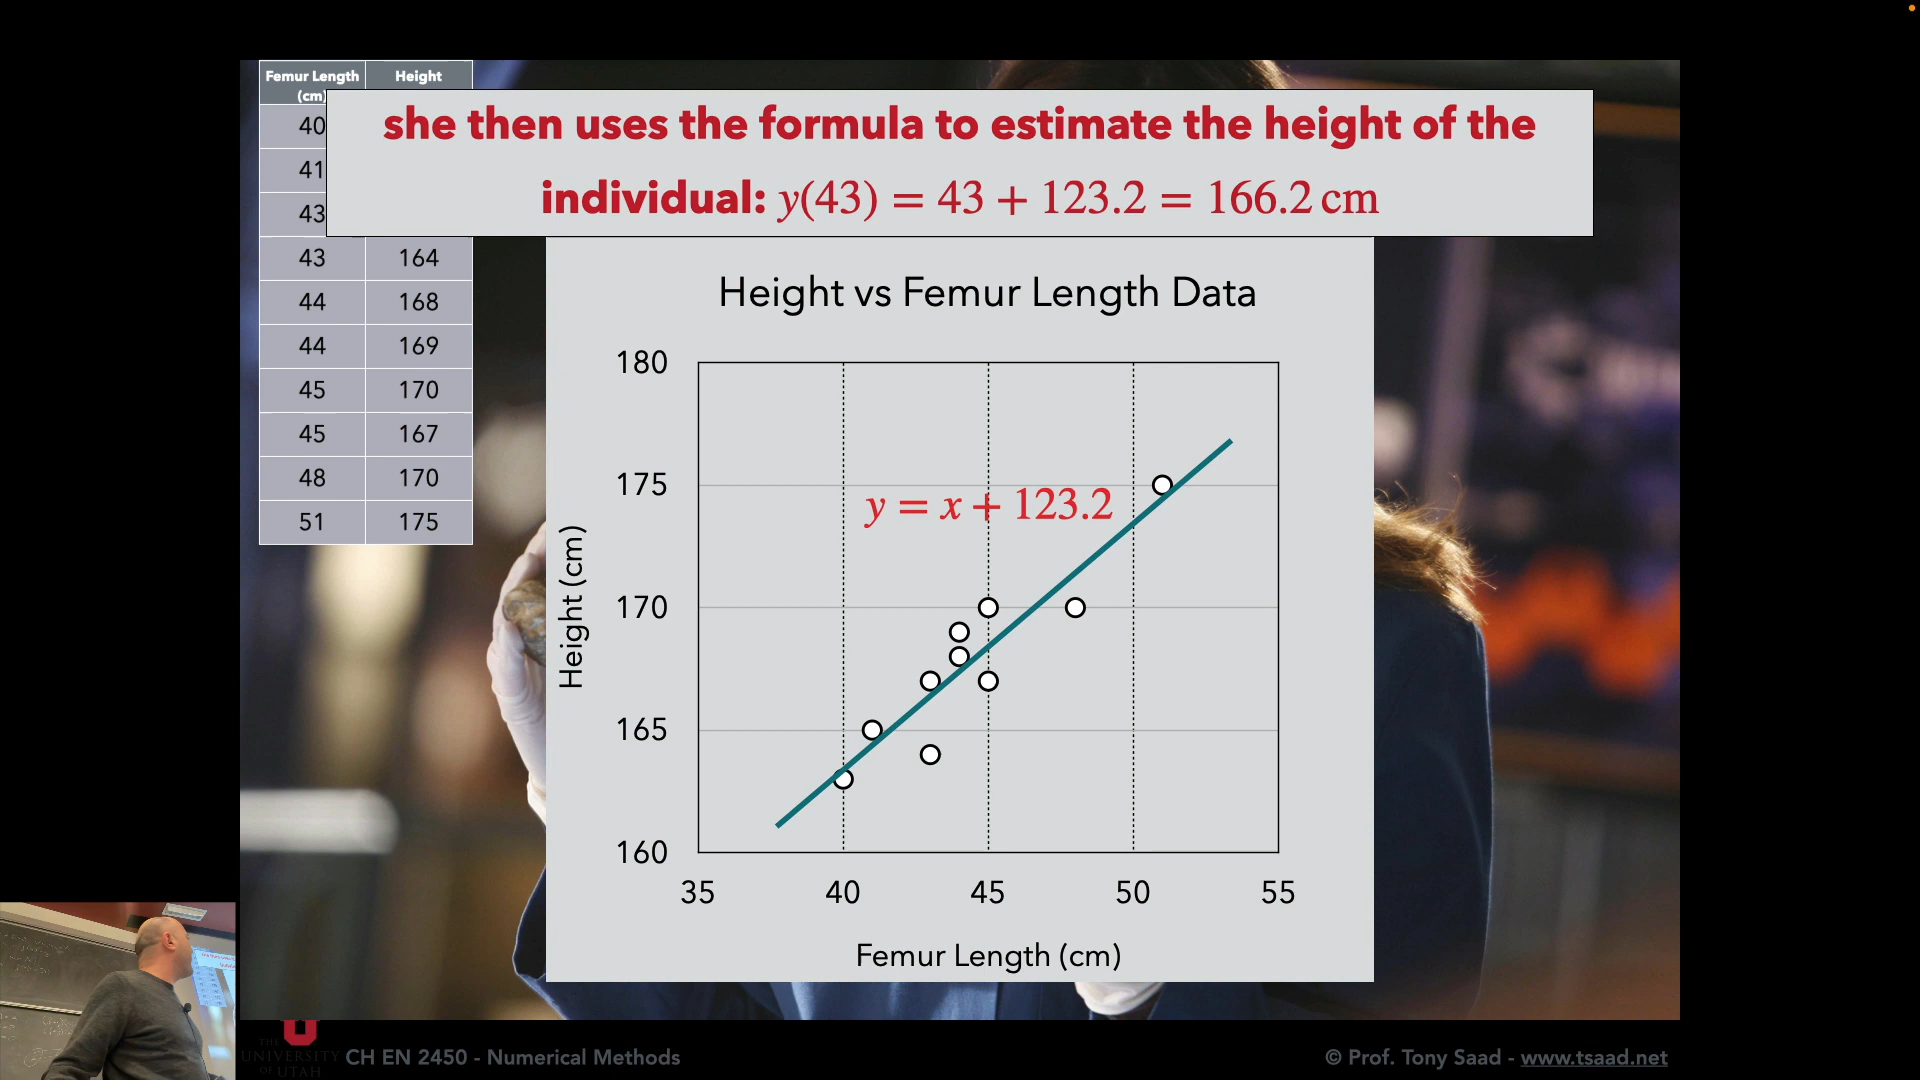 Femur Length Height
(cm)
she then uses the formula to estimate the height of the
individual: y(43) = 43 + 123.2 = 166.2 cm
40
41
43
43 164
44 168
44 169
45 170
45 167
48 170
51 175
Height vs Femur Length Data
y = x + 123.2
Height (cm)
180
175
170
165
160
35 40 45 50 55
Femur Length (cm)
THE
UNIVERSITY
OF UTAH
CH EN 2450 - Numerical Methods
© Prof. Tony Saad - www.tsaad.net